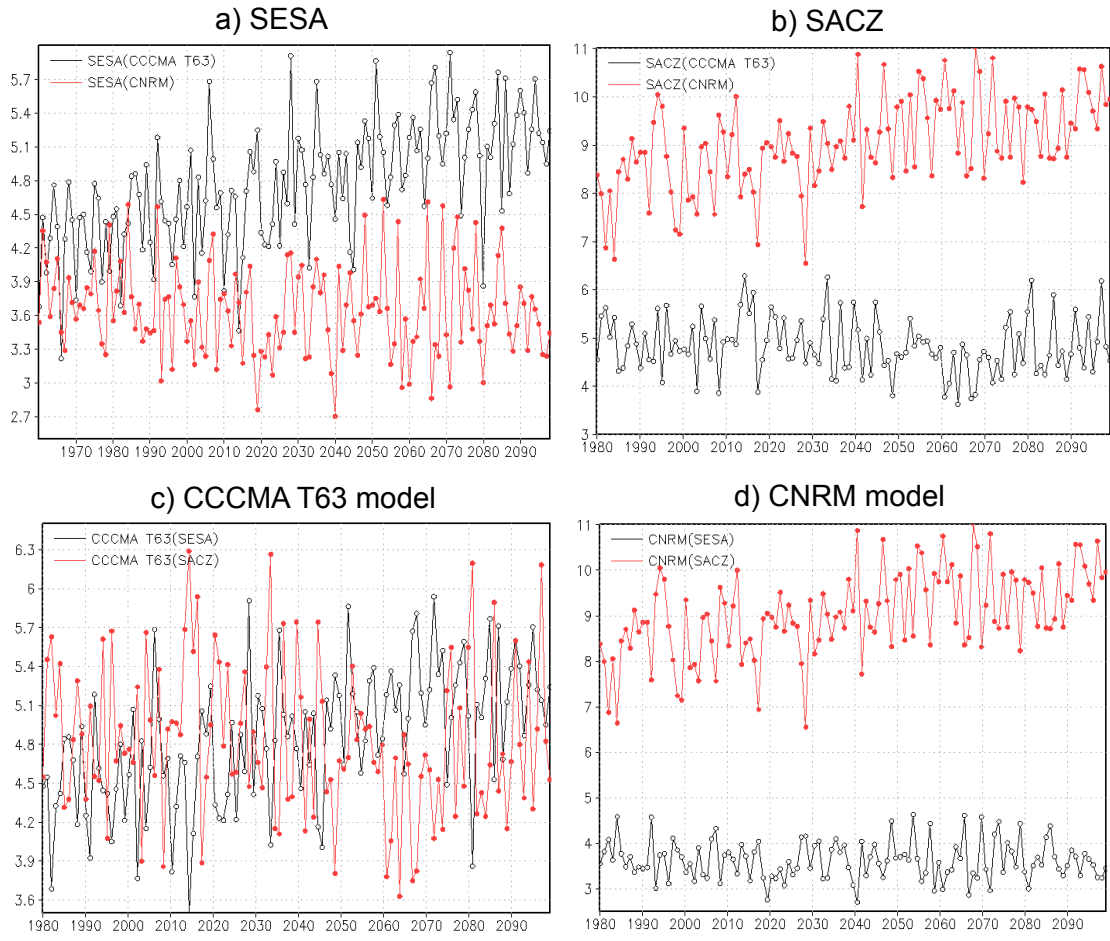 a) SESA
SESA(CCCMA T63)
SESA(CNRM)
5.7
5.4
5.1
4.8
4.5
4.2
3.9
3.6
3.3
3
2.7
1970 1980 1990 2000 2010 2020 2030 2040 2050 2060 2070 2080 2090
b) SACZ
SACZ(CCCMA T63)
SACZ(CNRM)
11
10
9
8
7
6
5
4
3
1980 1990 2000 2010 2020 2030 2040 2050 2060 2070 2080 2090
c) CCCMA T63 model
CCCMA T63(SESA)
CCCMA T63(SACZ)
6.3
6
5.7
5.4
5.1
4.8
4.5
4.2
3.9
3.6
1980 1990 2000 2010 2020 2030 2040 2050 2060 2070 2080 2090
d) CNRM model
CNRM(SESA)
CNRM(SACZ)
11
10
9
8
7
6
5
4
3
1980 1990 2000 2010 2020 2030 2040 2050 2060 2070 2080 2090